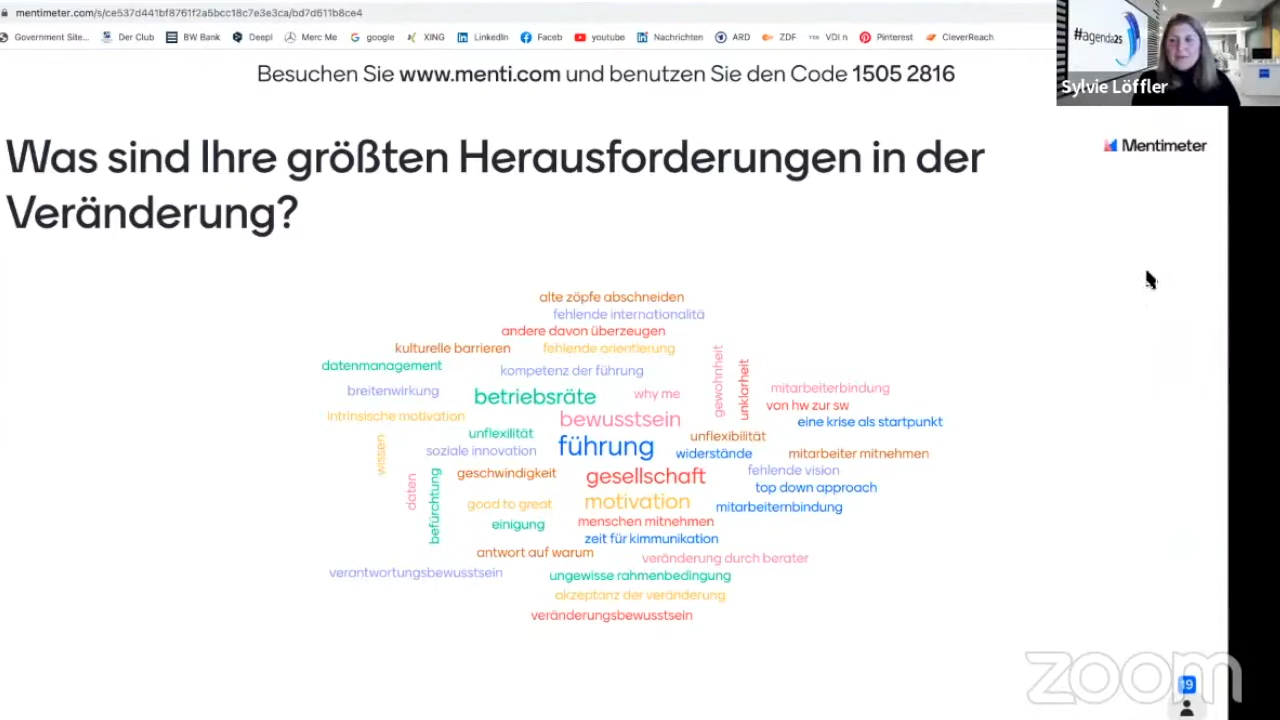 mentimeter.com/s/ce537d441bf8761f2a5bcc18c7e3e3ca/bd7d611b8ce4
Government Site... Der Club BW Bank Deepl Merc Me google XING LinkedIn Faceb youtube Nachrichten ARD ZDF VDI n Pinterest CleverReach
#agenda25
Sylvie Löffler
Besuchen Sie www.menti.com und benutzen Sie den Code 1505 2816
Mentimeter
Was sind Ihre größten Herausforderungen in der
Veränderung?
alte zöpfe abschneiden
fehlende internationalitä
andere davon überzeugen
kulturelle barrieren
fehlende orientierung
datenmanagement
kompetenz der führung
gewohnheit
unklarheit
breitenwirkung
betriebsräte
why me
mitarbeiterbindung
von hw zur sw
intrinsische motivation
bewusstsein
eine krise als startpunkt
unflexilität
führung
unflexibilität
wissen
soziale innovation
widerstände
mitarbeiter mitnehmen
geschwindigkeit
gesellschaft
fehlende vision
daten
befürchtung
top down approach
good to great
motivation
mitarbeiternbindung
einigung
menschen mitnehmen
zeit für kimmunikation
antwort auf warum
veränderung durch berater
verantwortungsbewusstsein
ungewisse rahmenbedingung
akzeptanz der veränderung
veränderungsbewusstsein
zoom
19